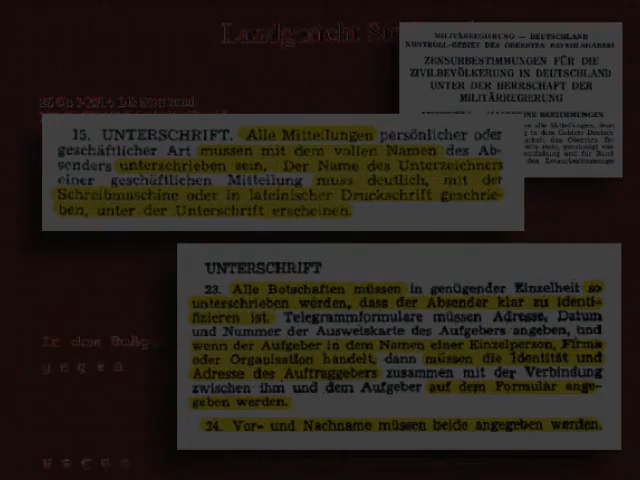 Landgericht
MILITÄRREGIERUNG — DEUTSCHLAND
KONTROLL-GEBIET DES OBERSTEN BEFEHLSHABERS
ZENSURBESTIMMUNGEN FÜR DIE
ZIVILBEVÖLKERUNG IN DEUTSCHLAND
UNTER DER HERRSCHAFT DER
MILITÄRREGIERUNG
BESTIMMUNGEN
15. UNTERSCHRIFT. Alle Mitteilungen persönlicher oder
geschäftlicher Art müssen mit dem vollen Namen des Ab-
senders unterschrieben sein. Der Name des Unterzeichners
einer geschäftlichen Mitteilung muss deutlich, mit der
Schreibmaschine oder in lateinischer Druckschrift geschrie-
ben, unter der Unterschrift erscheinen.
UNTERSCHRIFT
23. Alle Botschaften müssen in genügender Einzelheit so
unterschrieben werden, dass der Absender klar zu identi-
fizieren ist. Telegrammformulare müssen Adresse, Datum
und Nummer der Ausweiskarte des Aufgebers angeben, und
wenn der Aufgeber in dem Namen einer Einzelperson, Firma
oder Organisation handelt, dann müssen die Identität und
Adresse des Auftraggebers zusammen mit der Verbindung
zwischen ihm und dem Aufgeber auf dem Formular ange-
geben werden.
24. Vor- und Nachname müssen beide angegeben werden.
gegen